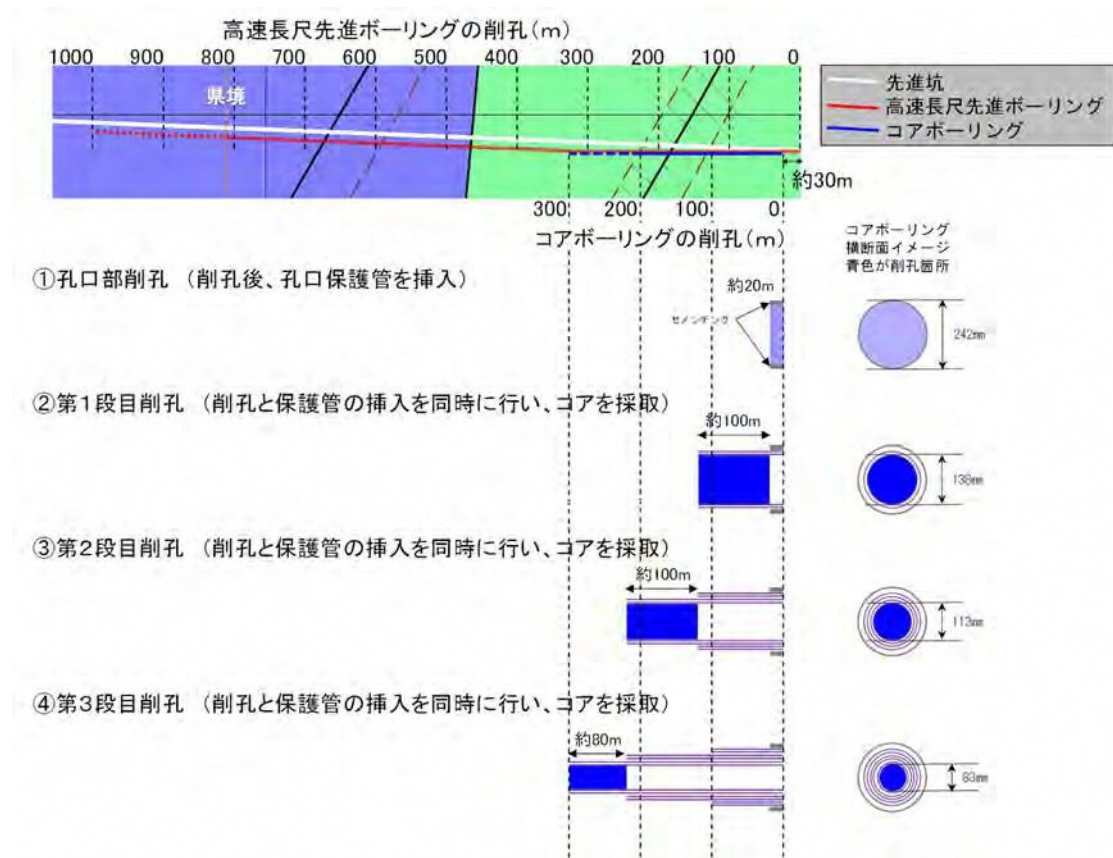 高速長尺先進ボーリングの削孔(m)
1000 900 800 700 600 500 400 300 200 100 0
県境
先進坑
高速長尺先進ボーリング
コアボーリング
約30m
300 200 100 0
コアボーリングの削孔(m)
コアボーリング
横断面イメージ
青色が削孔箇所
①孔口部削孔 (削孔後、孔口保護管を挿入)
約20m
セメンチング
242mm
②第1段目削孔 (削孔と保護管の挿入を同時に行い、コアを採取)
約100m
138mm
③第2段目削孔 (削孔と保護管の挿入を同時に行い、コアを採取)
約100m
113mm
④第3段目削孔 (削孔と保護管の挿入を同時に行い、コアを採取)
約80m
83mm